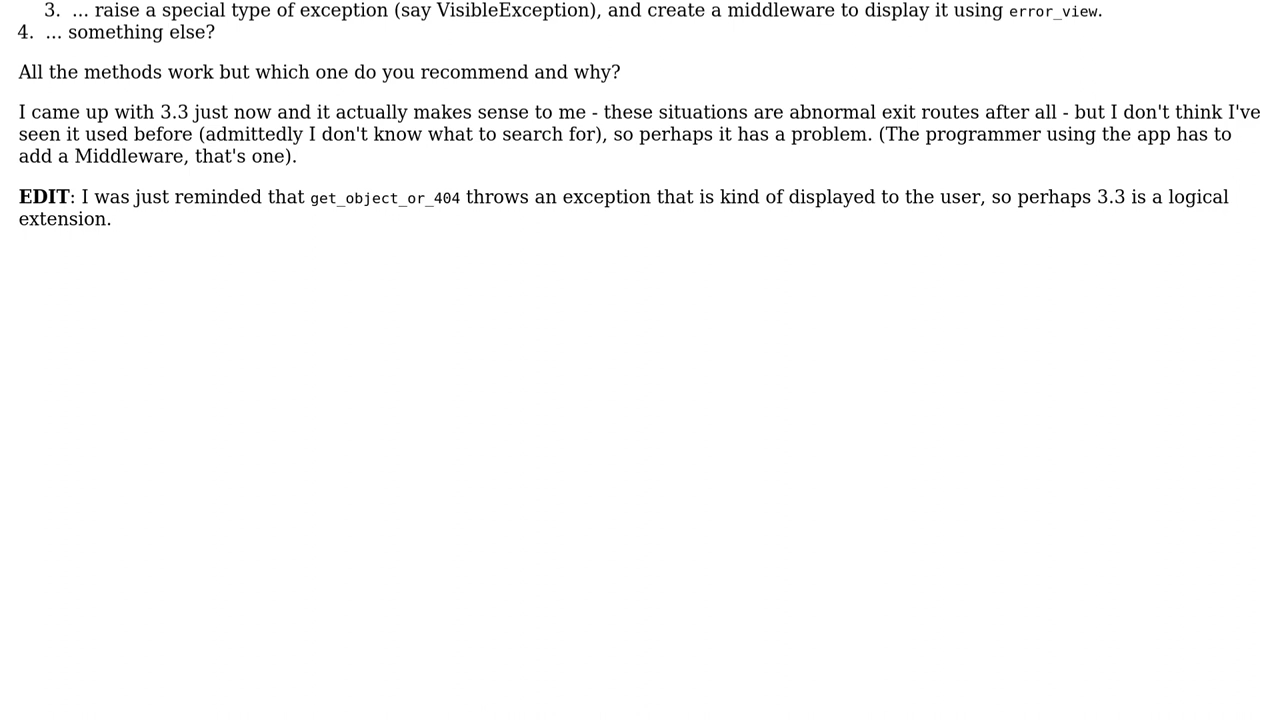 3. ... raise a special type of exception (say VisibleException), and create a middleware to display it using error_view.
4. ... something else?
All the methods work but which one do you recommend and why?
I came up with 3.3 just now and it actually makes sense to me - these situations are abnormal exit routes after all - but I don't think I've
seen it used before (admittedly I don't know what to search for), so perhaps it has a problem. (The programmer using the app has to
add a Middleware, that's one).
EDIT: I was just reminded that get_object_or_404 throws an exception that is kind of displayed to the user, so perhaps 3.3 is a logical
extension.